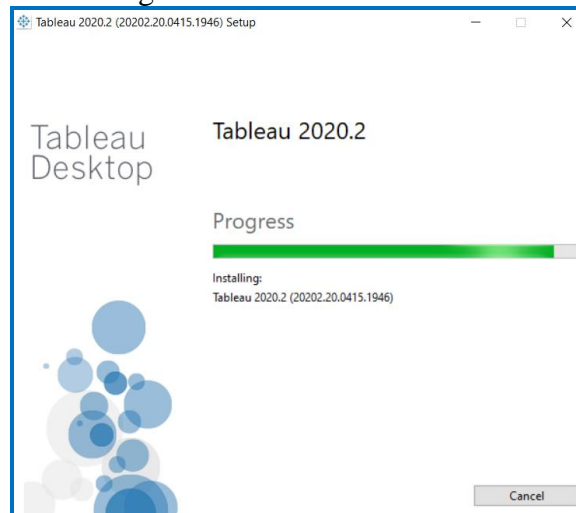 Tableau 2020.2 (20202.20.0415.1946) Setup
Tableau
Desktop
Tableau 2020.2
Progress
Installing:
Tableau 2020.2 (20202.20.0415.1946)
Cancel